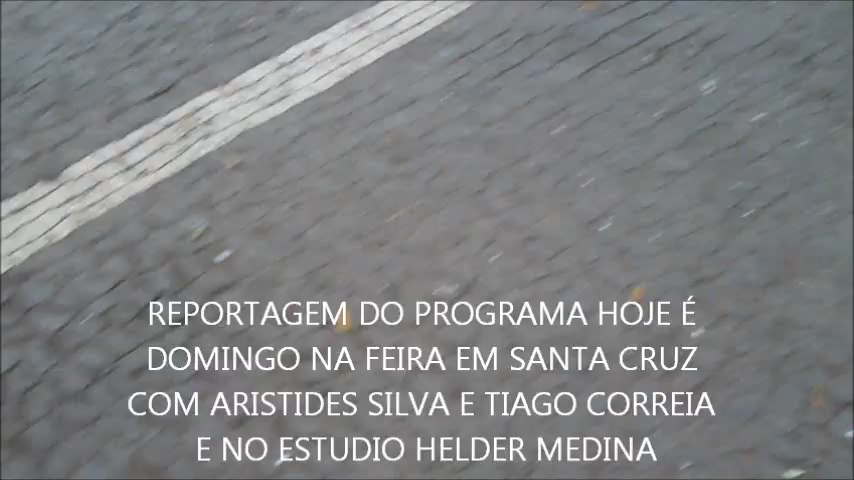 REPORTAGEM DO PROGRAMA HOJE É
DOMINGO NA FEIRA EM SANTA CRUZ
COM ARISTIDES SILVA E TIAGO CORREIA
E NO ESTUDIO HELDER MEDINA